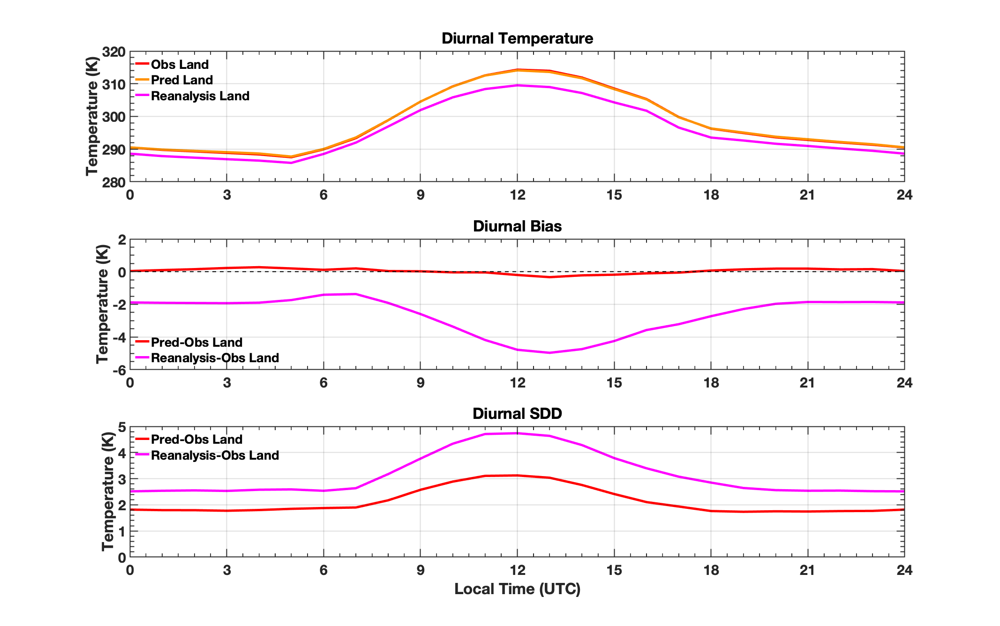 Diurnal Temperature
Temperature (K)
320
310
300
290
280
Obs Land
Pred Land
Reanalysis Land
0 3 6 9 12 15 18 21 24
Diurnal Bias
Temperature (K)
2
0
-2
-4
-6
Pred-Obs Land
Reanalysis-Obs Land
0 3 6 9 12 15 18 21 24
Diurnal SDD
Temperature (K)
5
4
3
2
1
0
Pred-Obs Land
Reanalysis-Obs Land
0 3 6 9 12 15 18 21 24
Local Time (UTC)